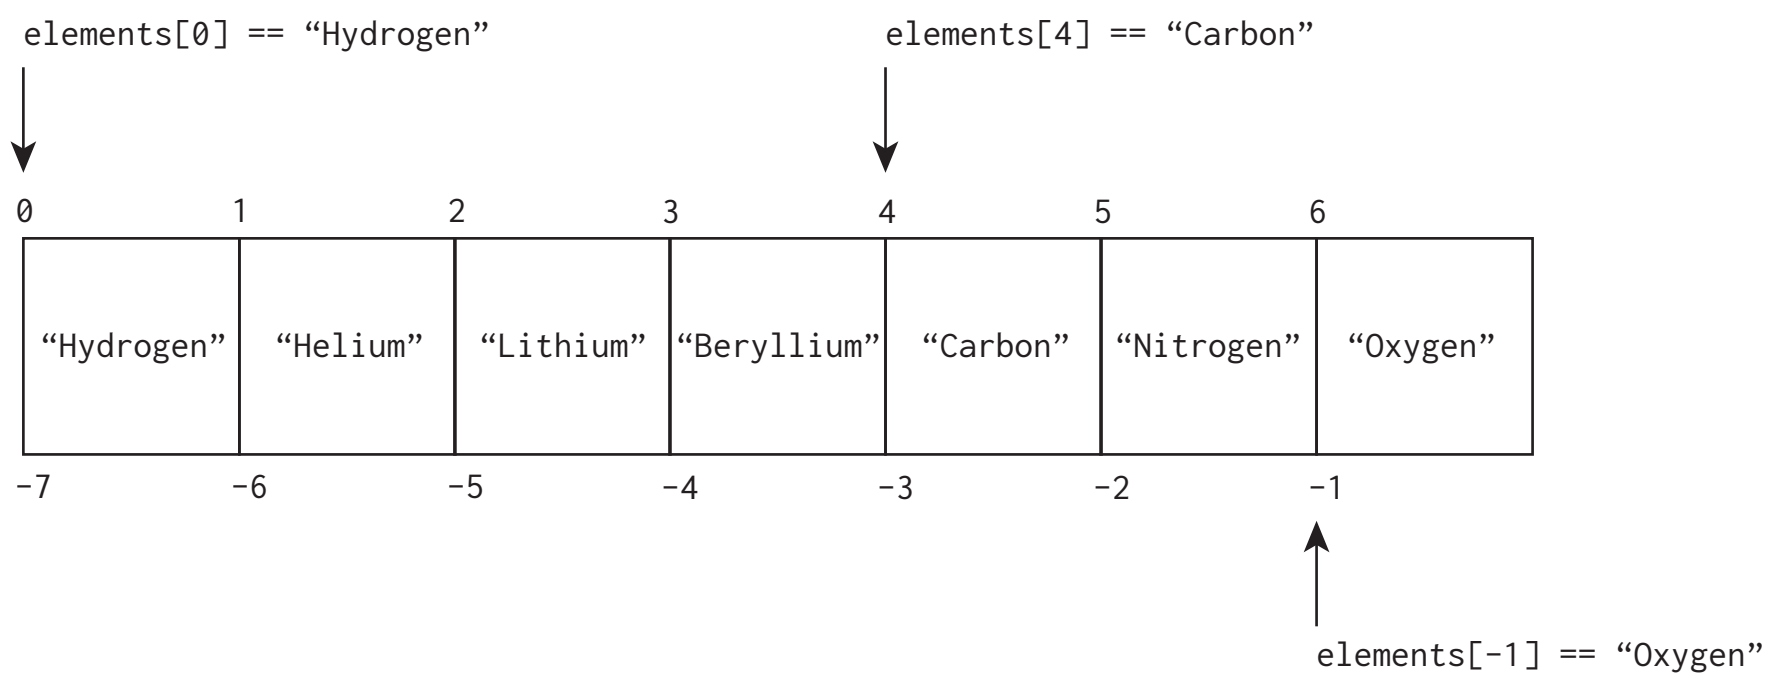 elements[0] == “Hydrogen” elements[4] == “Carbon”
0 1 2 3 4 5 6
“Hydrogen” “Helium” “Lithium” “Beryllium” “Carbon” “Nitrogen” “Oxygen”
−7 −6 −5 −4 −3 −2 −1
elements[−1] == “Oxygen”